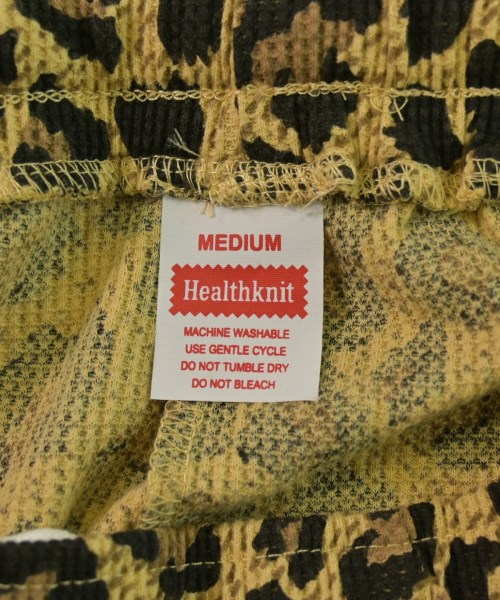 MEDIUM
Healthknit
MACHINE WASHABLE
USE GENTLE CYCLE
DO NOT TUMBLE DRY
DO NOT BLEACH